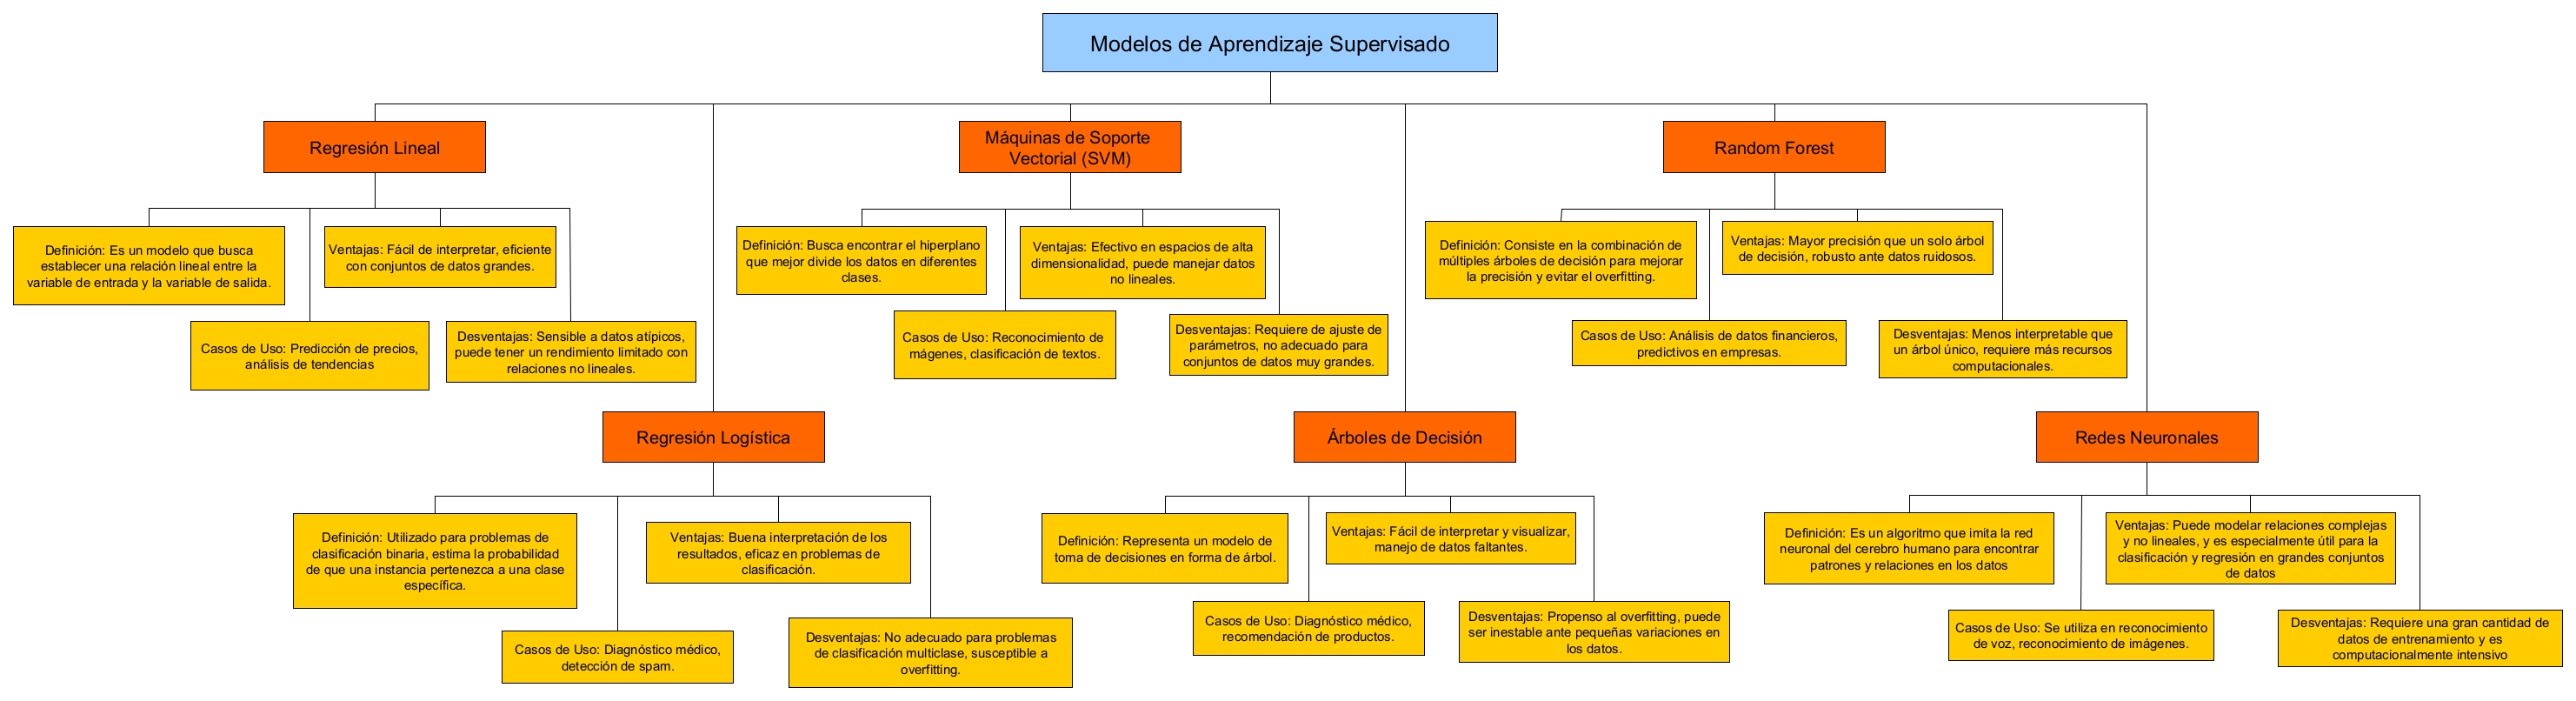 Modelos de Aprendizaje Supervisado
Regresión Lineal
Definición: Es un modelo que busca
establecer una relación lineal entre la
variable de entrada y la variable de salida.
Casos de Uso: Predicción de precios,
análisis de tendencias
Ventajas: Fácil de interpretar, eficiente
con conjuntos de datos grandes.
Desventajas: Sensible a datos atípicos,
puede tener un rendimiento limitado con
relaciones no lineales.
Regresión Logística
Definición: Utilizado para problemas de
clasificación binaria, estima la probabilidad
de que una instancia pertenezca a una clase
específica.
Casos de Uso: Diagnóstico médico,
detección de spam.
Ventajas: Buena interpretación de los
resultados, eficaz en problemas de
clasificación.
Desventajas: No adecuado para problemas
de clasificación multiclase, susceptible a
overfitting.
Máquinas de Soporte
Vectorial (SVM)
Definición: Busca encontrar el hiperplano
que mejor divide los datos en diferentes
clases.
Casos de Uso: Reconocimiento de
mágenes, clasificación de textos.
Ventajas: Efectivo en espacios de alta
dimensionalidad, puede manejar datos
no lineales.
Desventajas: Requiere de ajuste de
parámetros, no adecuado para
conjuntos de datos muy grandes.
Árboles de Decisión
Definición: Representa un modelo de
toma de decisiones en forma de árbol.
Casos de Uso: Diagnóstico médico,
recomendación de productos.
Ventajas: Fácil de interpretar y visualizar,
manejo de datos faltantes.
Desventajas: Propenso al overfitting, puede
ser inestable ante pequeñas variaciones en
los datos.
Random Forest
Definición: Consiste en la combinación de
múltiples árboles de decisión para mejorar
la precisión y evitar el overfitting.
Casos de Uso: Análisis de datos financieros,
predictivos en empresas.
Ventajas: Mayor precisión que un solo árbol
de decisión, robusto ante datos ruidosos.
Desventajas: Menos interpretable que
un árbol único, requiere más recursos
computacionales.
Redes Neuronales
Definición: Es un algoritmo que imita la red
neuronal del cerebro humano para encontrar
patrones y relaciones en los datos
Casos de Uso: Se utiliza en reconocimiento
de voz, reconocimiento de imágenes.
Ventajas: Puede modelar relaciones complejas
y no lineales, y es especialmente útil para la
clasificación y regresión en grandes conjuntos
de datos
Desventajas: Requiere una gran cantidad de
datos de entrenamiento y es
computacionalmente intensivo